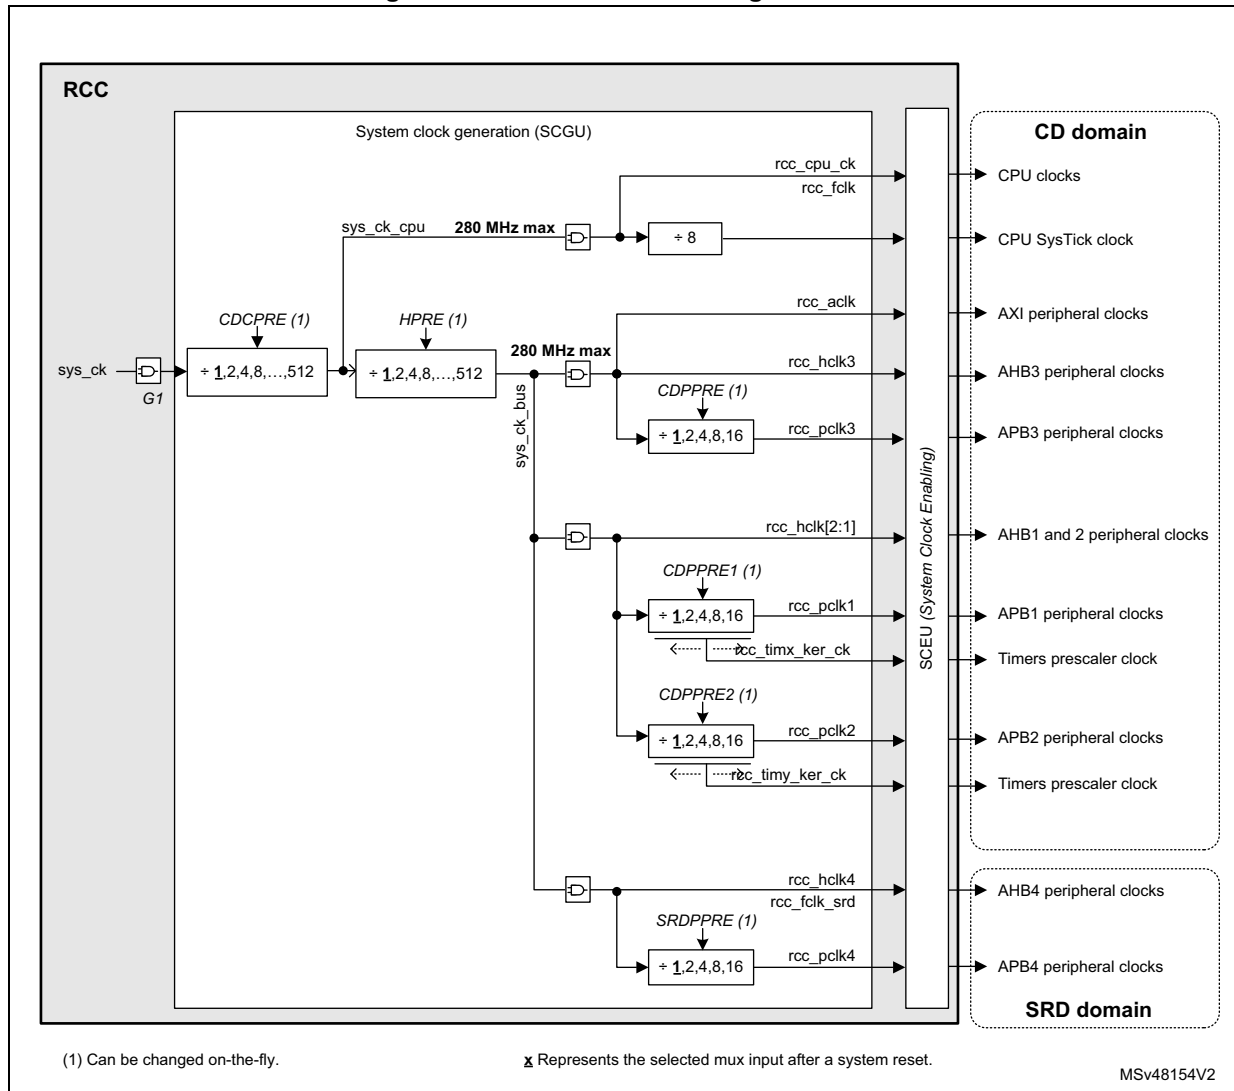 RCC
System clock generation (SCGU)
CD domain
rcc_cpu_ck
CPU clocks
rcc_fclk
sys_ck_cpu
280 MHz max
÷ 8
CPU SysTick clock
rcc_aclk
AXI peripheral clocks
CDCPRE (1)
HPRE (1)
280 MHz max
sys_ck
÷ 1,2,4,8,…,512
÷ 1,2,4,8,…,512
rcc_hclk3
AHB3 peripheral clocks
G1
CDPPRE (1)
sys_ck_bus
÷ 1,2,4,8,16
rcc_pclk3
APB3 peripheral clocks
SCEU (System Clock Enabling)
rcc_hclk[2:1]
AHB1 and 2 peripheral clocks
CDPPRE1 (1)
÷ 1,2,4,8,16
rcc_pclk1
APB1 peripheral clocks
rcc_timx_ker_ck
Timers prescaler clock
CDPPRE2 (1)
÷ 1,2,4,8,16
rcc_pclk2
APB2 peripheral clocks
rcc_timy_ker_ck
Timers prescaler clock
rcc_hclk4
AHB4 peripheral clocks
rcc_fclk_srd
SRDPPRE (1)
÷ 1,2,4,8,16
rcc_pclk4
APB4 peripheral clocks
SRD domain
(1) Can be changed on-the-fly.
x Represents the selected mux input after a system reset.
MSv48154V2